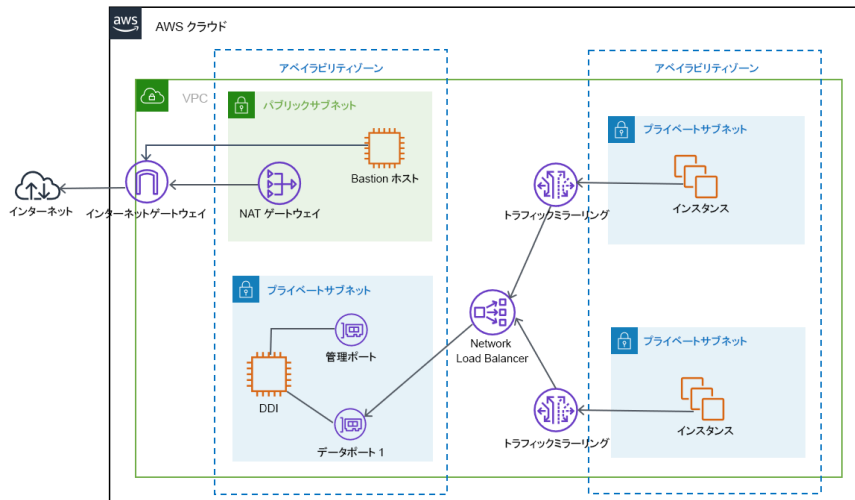 aws
AWS クラウド
アベイラビリティゾーン
アベイラビリティゾーン
VPC
パブリックサブネット
プライベートサブネット
Bastion ホスト
インターネット
インターネットゲートウェイ
NAT ゲートウェイ
トラフィックミラーリング
インスタンス
プライベートサブネット
管理ポート
Network
Load Balancer
プライベートサブネット
DDI
データポート 1
トラフィックミラーリング
インスタンス